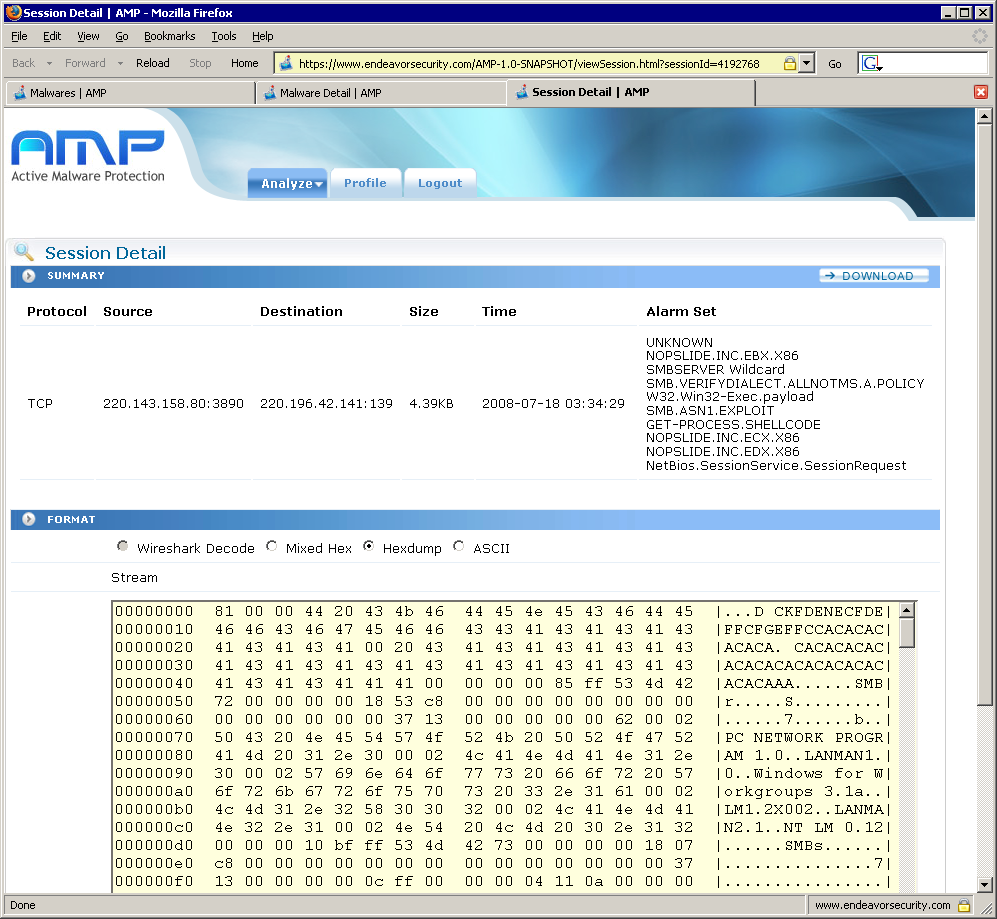 Session Detail | AMP - Mozilla Firefox
File Edit View Go Bookmarks Tools Help
Back Forward Reload Stop Home https://www.endeavorsecurity.com/AMP-1.0-SNAPSHOT/viewSession.html?sessionId=4192768 Go G
Malwares | AMP Malware Detail | AMP Session Detail | AMP
AMP
Active Malware Protection
Analyze Profile Logout
Session Detail
SUMMARY DOWNLOAD
Protocol Source Destination Size Time Alarm Set
UNKNOWN
NOPSLIDE.INC.EBX.X86
SMBSERVER Wildcard
SMB.VERIFYDIALECT.ALLNOTMS.A.POLICY
W32.Win32-Exec.payload
TCP 220.143.158.80:3890 220.196.42.141:139 4.39KB 2008-07-18 03:34:29
SMB.ASN1.EXPLOIT
GET-PROCESS.SHELLCODE
NOPSLIDE.INC.ECX.X86
NOPSLIDE.INC.EDX.X86
NetBios.SessionService.SessionRequest
FORMAT
Wireshark Decode Mixed Hex Hexdump ASCII
Stream
00000000 81 00 00 44 20 43 4b 46 44 45 4e 45 43 46 44 45 |...D CKFDENECFDE|
00000010 46 46 43 46 47 45 46 46 43 43 41 43 41 43 41 43 |FFCFGEFFCCACACAC|
00000020 41 43 41 43 41 00 20 43 41 43 41 43 41 43 41 43 |ACACA. CACACACAC|
00000030 41 43 41 43 41 43 41 43 41 43 41 43 41 43 41 43 |ACACACACACACACAC|
00000040 41 43 41 43 41 41 41 00 00 00 00 85 ff 53 4d 42 |ACACAAA......SMB|
00000050 72 00 00 00 00 18 53 c8 00 00 00 00 00 00 00 00 |r.....S.........|
00000060 00 00 00 00 00 00 37 13 00 00 00 00 00 62 00 02 |......7......b..|
00000070 50 43 20 4e 45 54 57 4f 52 4b 20 50 52 4f 47 52 |PC NETWORK PROGR|
00000080 41 4d 20 31 2e 30 00 02 4c 41 4e 4d 41 4e 31 2e |AM 1.0..LANMAN1.|
00000090 30 00 02 57 69 6e 64 6f 77 73 20 66 6f 72 20 57 |0..Windows for W|
000000a0 6f 72 6b 67 72 6f 75 70 73 20 33 2e 31 61 00 02 |orkgroups 3.1a..|
000000b0 4c 4d 31 2e 32 58 30 30 32 00 02 4c 41 4e 4d 41 |LM1.2X002..LANMA|
000000c0 4e 32 2e 31 00 02 4e 54 20 4c 4d 20 30 2e 31 32 |N2.1..NT LM 0.12|
000000d0 00 00 00 10 bf ff 53 4d 42 73 00 00 00 00 18 07 |......SMBs......|
000000e0 c8 00 00 00 00 00 00 00 00 00 00 00 00 00 00 37 |...............7|
000000f0 13 00 00 00 00 0c ff 00 00 00 04 11 0a 00 00 00 |................|
Done www.endeavorsecurity.com